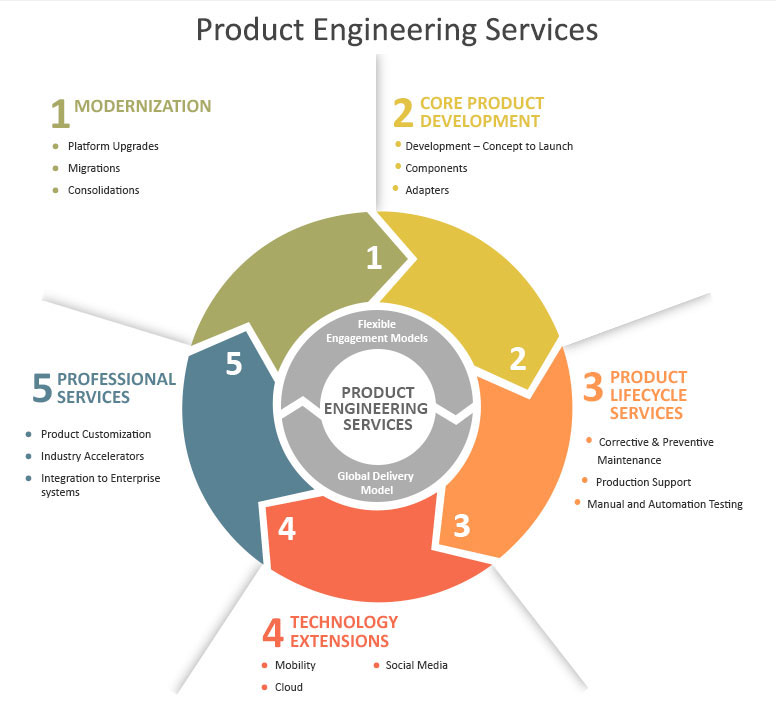 Product Engineering Services
1 MODERNIZATION
• Platform Upgrades
• Migrations
• Consolidations
2 CORE PRODUCT
DEVELOPMENT
• Development – Concept to Launch
• Components
• Adapters
3 PRODUCT
LIFECYCLE
SERVICES
• Corrective & Preventive
Maintenance
• Production Support
• Manual and Automation Testing
4 TECHNOLOGY
EXTENSIONS
• Mobility
• Cloud
• Social Media
5 PROFESSIONAL
SERVICES
• Product Customization
• Industry Accelerators
• Integration to Enterprise
systems
1
2
3
4
5
Flexible
Engagement Models
PRODUCT
ENGINEERING
SERVICES
Global Delivery
Model